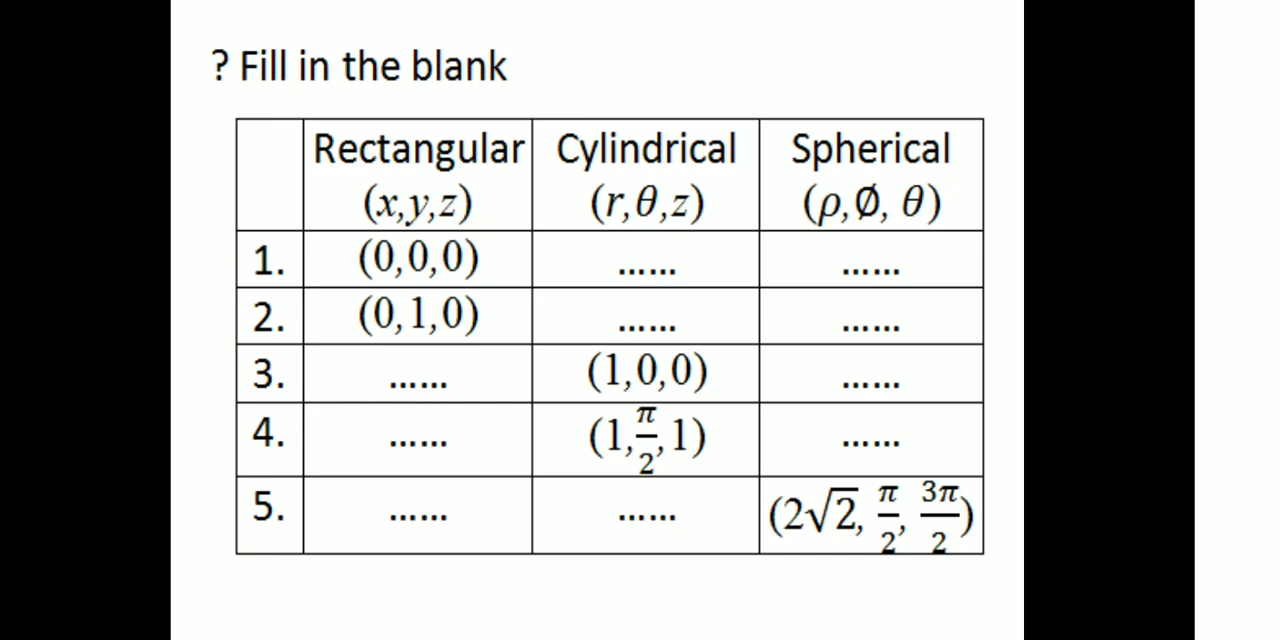 ? Fill in the blank
Rectangular Cylindrical Spherical
(x,y,z) (r,θ,z) (ρ,Ø, θ)
1. (0,0,0) ...... ......
2. (0,1,0) ...... ......
3. ...... (1,0,0) ......
4. ...... (1,π/2,1) ......
5. ...... ...... (2√2, π/2, 3π/2)